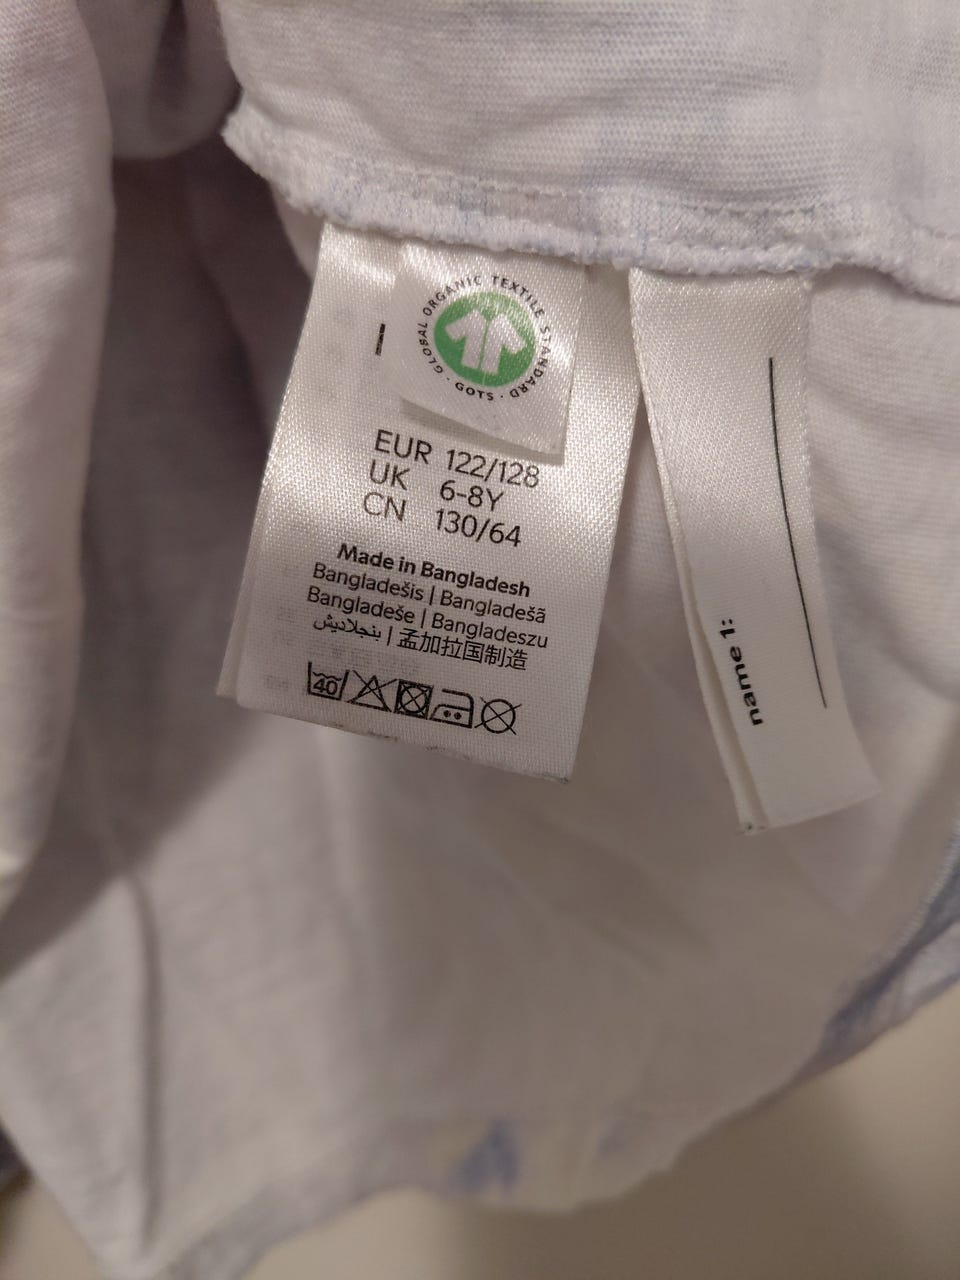 GLOBAL ORGANIC TEXTILE STANDARD
· GOTS ·
EUR 122/128
UK 6-8Y
CN 130/64
Made in Bangladesh
Bangladešis | Bangladešā
Bangladeše | Bangladeszu
بنجلاديش | 孟加拉国制造
40
name 1: